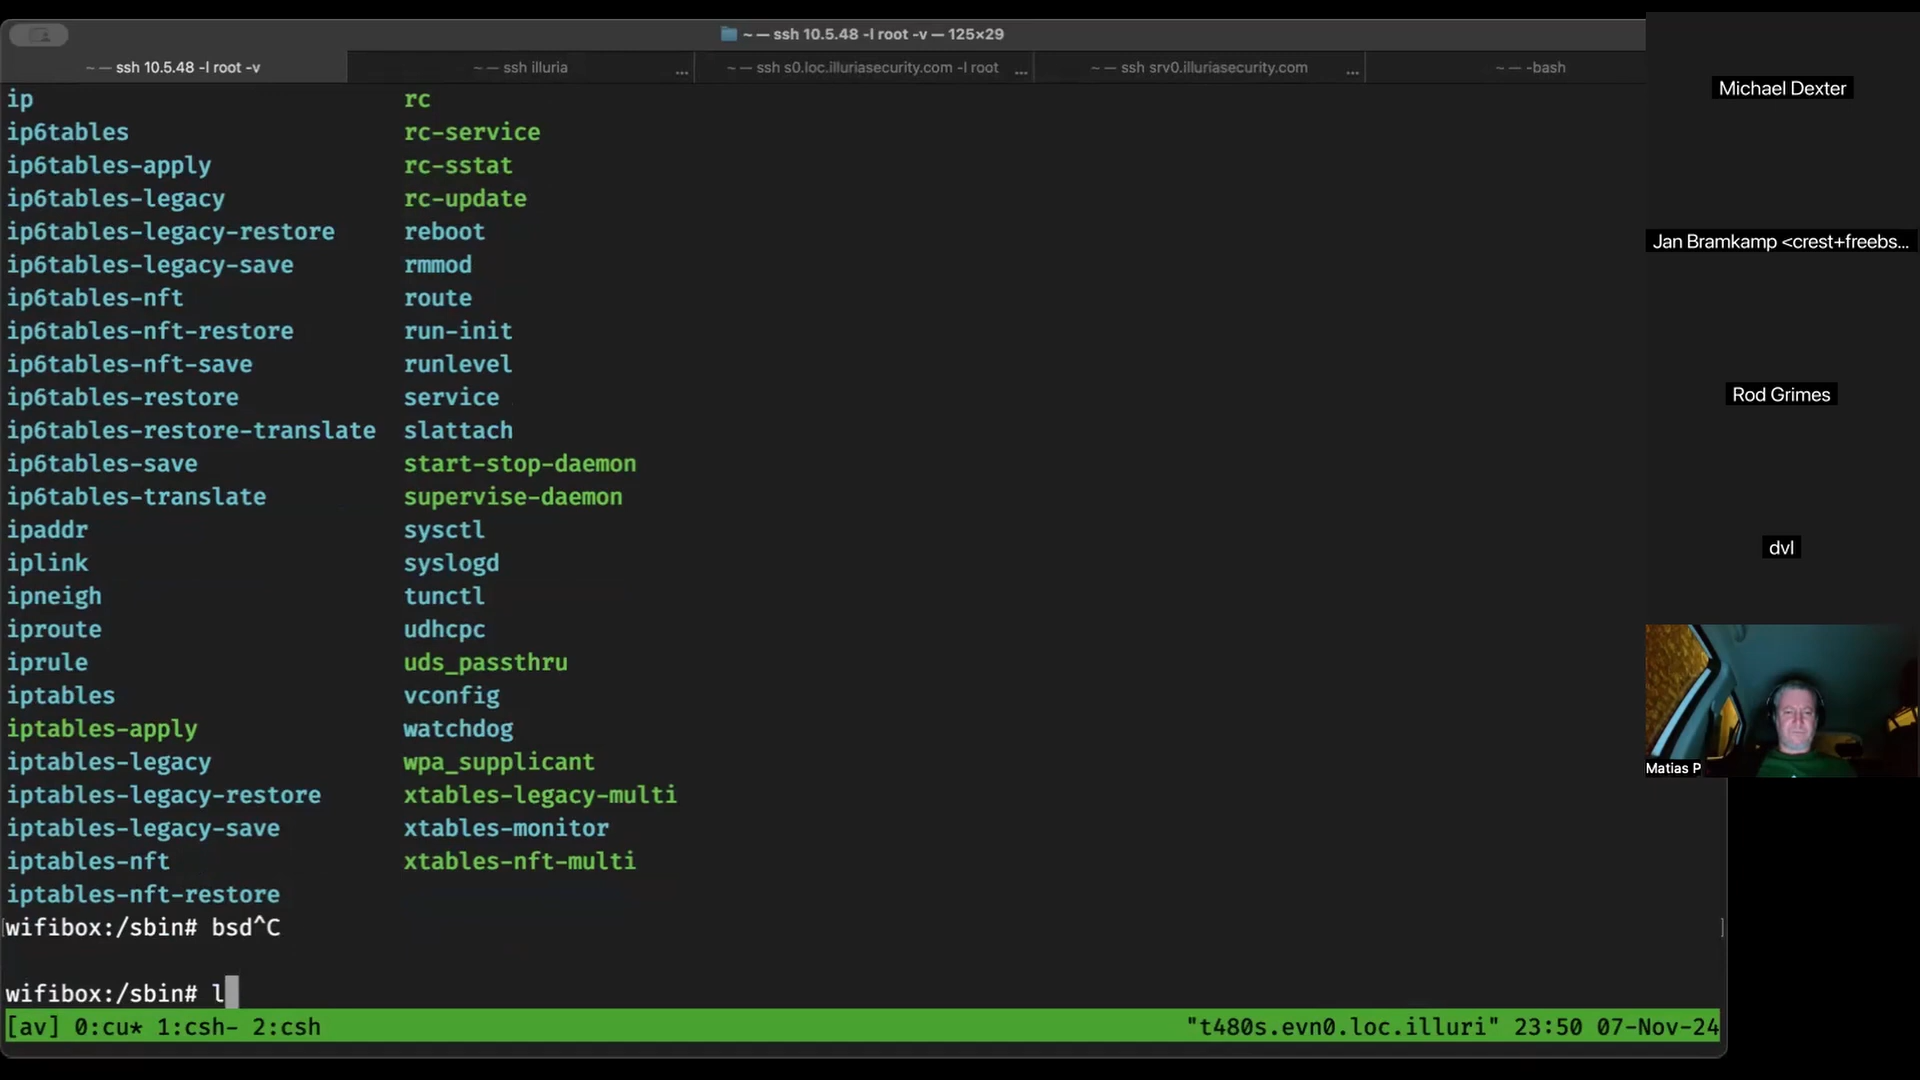 ~ — ssh 10.5.48 -l root -v — 125×29
~ — ssh 10.5.48 -l root -v
~ — ssh illuria ...
~ — ssh s0.loc.illuriasecurity.com -l root ...
~ — ssh srv0.illuriasecurity.com ...
~ — -bash
ip rc
ip6tables rc-service
ip6tables-apply rc-sstat
ip6tables-legacy rc-update
ip6tables-legacy-restore reboot
ip6tables-legacy-save rmmod
ip6tables-nft route
ip6tables-nft-restore run-init
ip6tables-nft-save runlevel
ip6tables-restore service
ip6tables-restore-translate slattach
ip6tables-save start-stop-daemon
ip6tables-translate supervise-daemon
ipaddr sysctl
iplink syslogd
ipneigh tunctl
iproute udhcpc
iprule uds_passthru
iptables vconfig
iptables-apply watchdog
iptables-legacy wpa_supplicant
iptables-legacy-restore xtables-legacy-multi
iptables-legacy-save xtables-monitor
iptables-nft xtables-nft-multi
iptables-nft-restore
wifibox:/sbin# bsd^C
wifibox:/sbin# l
[av] 0:cu* 1:csh- 2:csh "t480s.evn0.loc.illuri" 23:50 07-Nov-24
Michael Dexter
Jan Bramkamp <crest+freebs...
Rod Grimes
dvl
Matias P